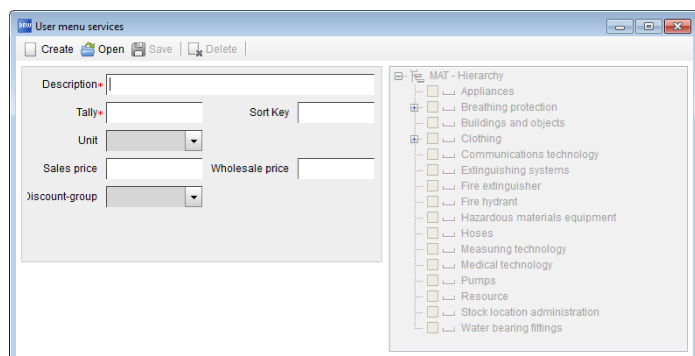 DRW User menu services
Create Open Save Delete
Description*
Tally* Sort Key
Unit
Sales price Wholesale price
Discount-group
MAT - Hierarchy
Appliances
Breathing protection
Buildings and objects
Clothing
Communications technology
Extinguishing systems
Fire extinguisher
Fire hydrant
Hazardous materials equipment
Hoses
Measuring technology
Medical technology
Pumps
Resource
Stock location administration
Water bearing fittings